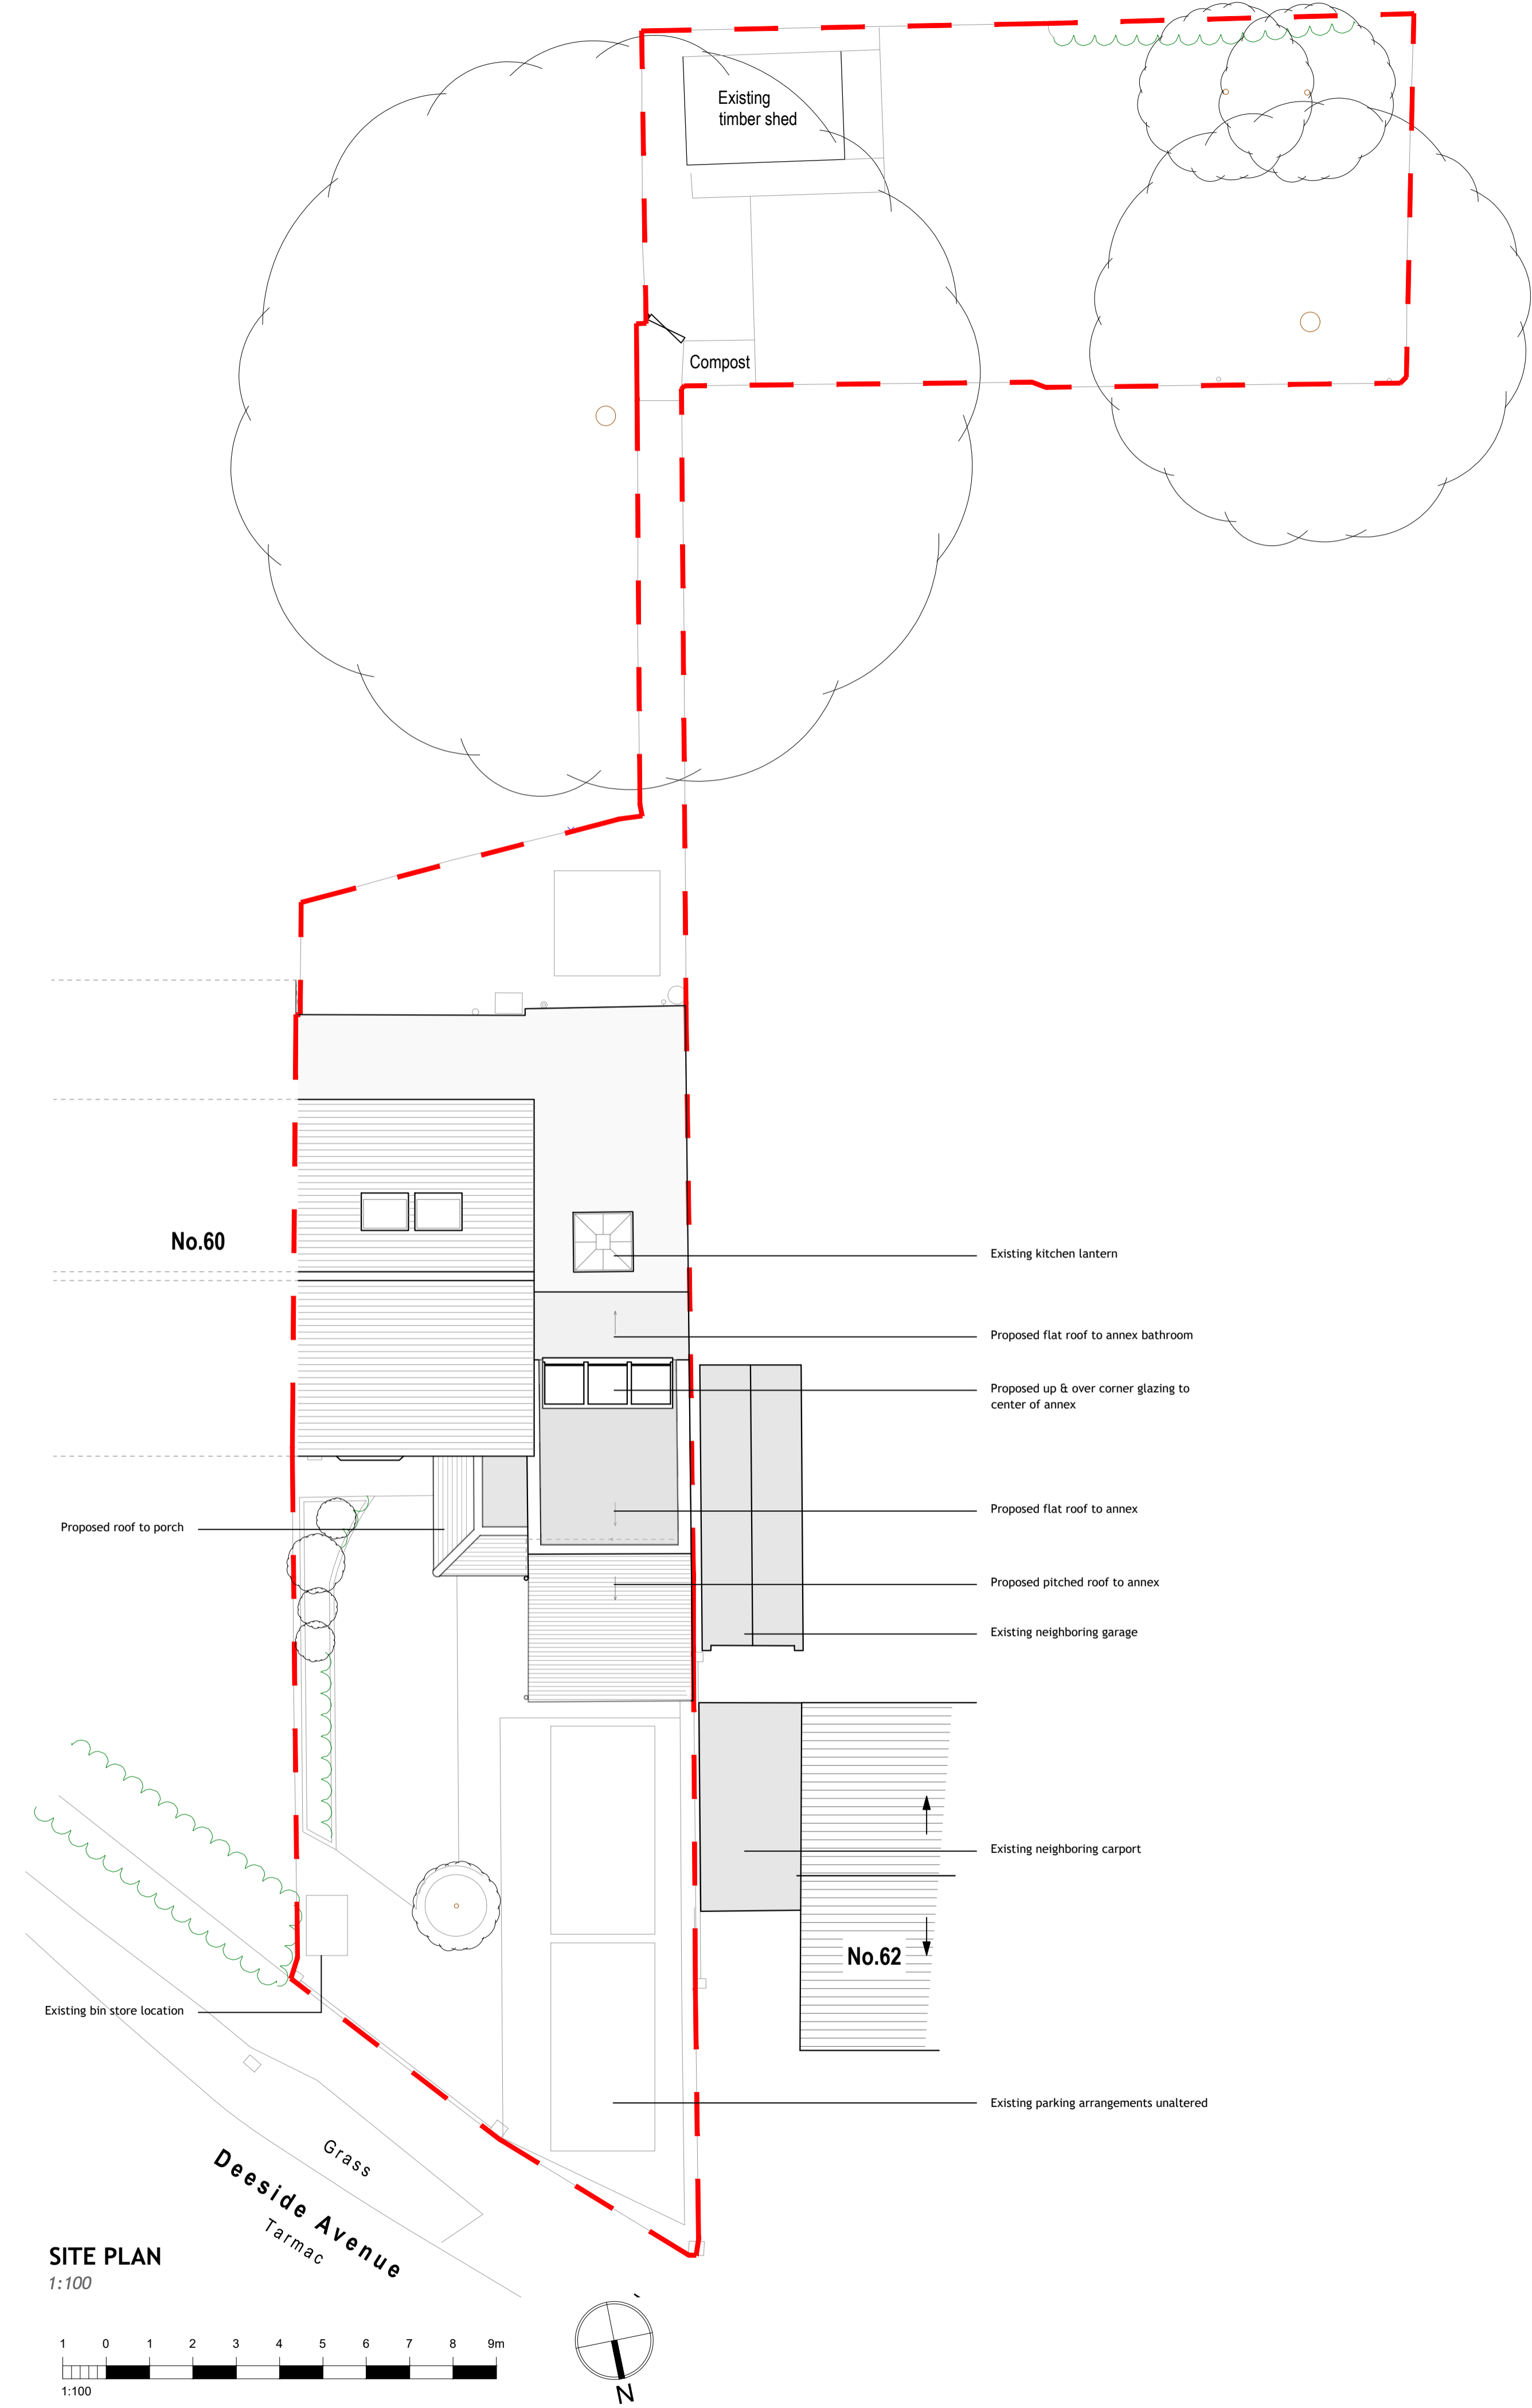 Existing
timber shed
Compost
No.60
Existing kitchen lantern
Proposed flat roof to annex bathroom
Proposed up & over corner glazing to
center of annex
Proposed flat roof to annex
Proposed roof to porch
Proposed pitched roof to annex
Existing neighboring garage
Existing neighboring carport
No.62
Existing bin store location
Existing parking arrangements unaltered
Grass
Deeside Avenue
Tarmac
SITE PLAN
1:100
1 0 1 2 3 4 5 6 7 8 9m
1:100
N